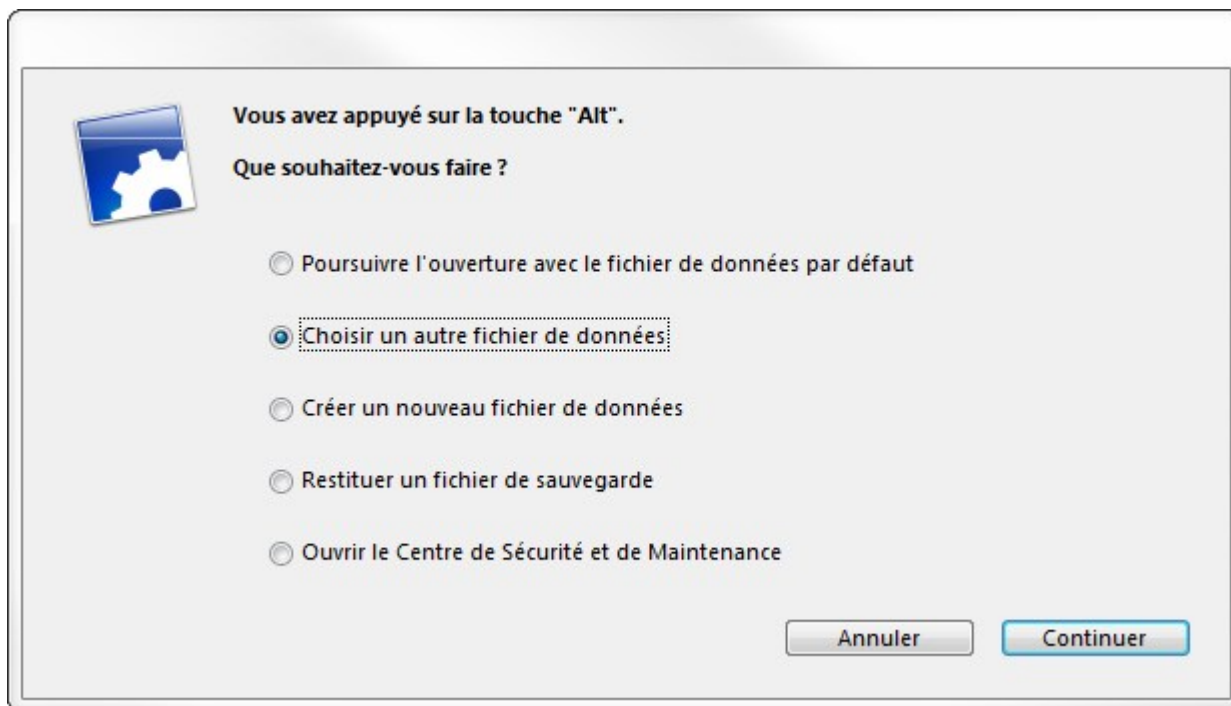 Vous avez appuyé sur la touche "Alt".
Que souhaitez-vous faire ?
Poursuivre l'ouverture avec le fichier de données par défaut
Choisir un autre fichier de données
Créer un nouveau fichier de données
Restituer un fichier de sauvegarde
Ouvrir le Centre de Sécurité et de Maintenance
Annuler
Continuer